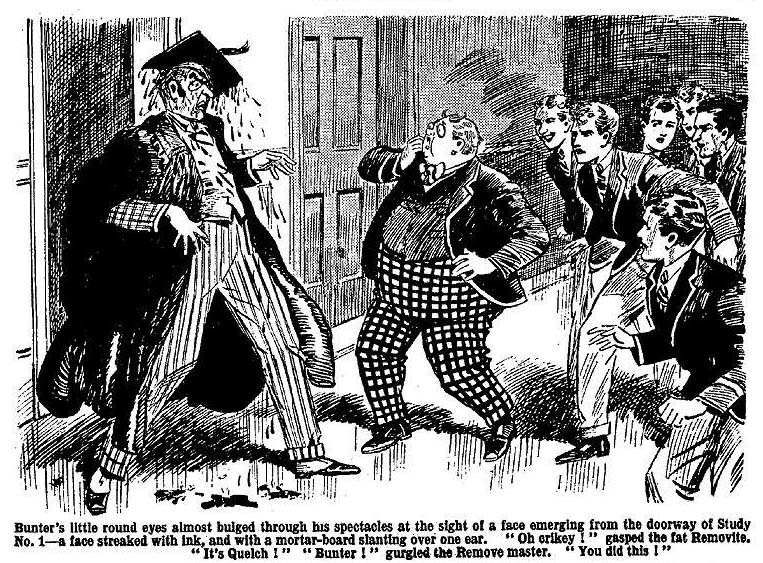 Bunter's little round eyes almost bulged through his spectacles at the sight of a face emerging from the doorway of Study
No. 1—a face streaked with ink, and with a mortar-board slanting over one ear. "Oh crikey !" gasped the fat Removite.
"It's Quelch !" "Bunter !" gurgled the Remove master. "You did this !"